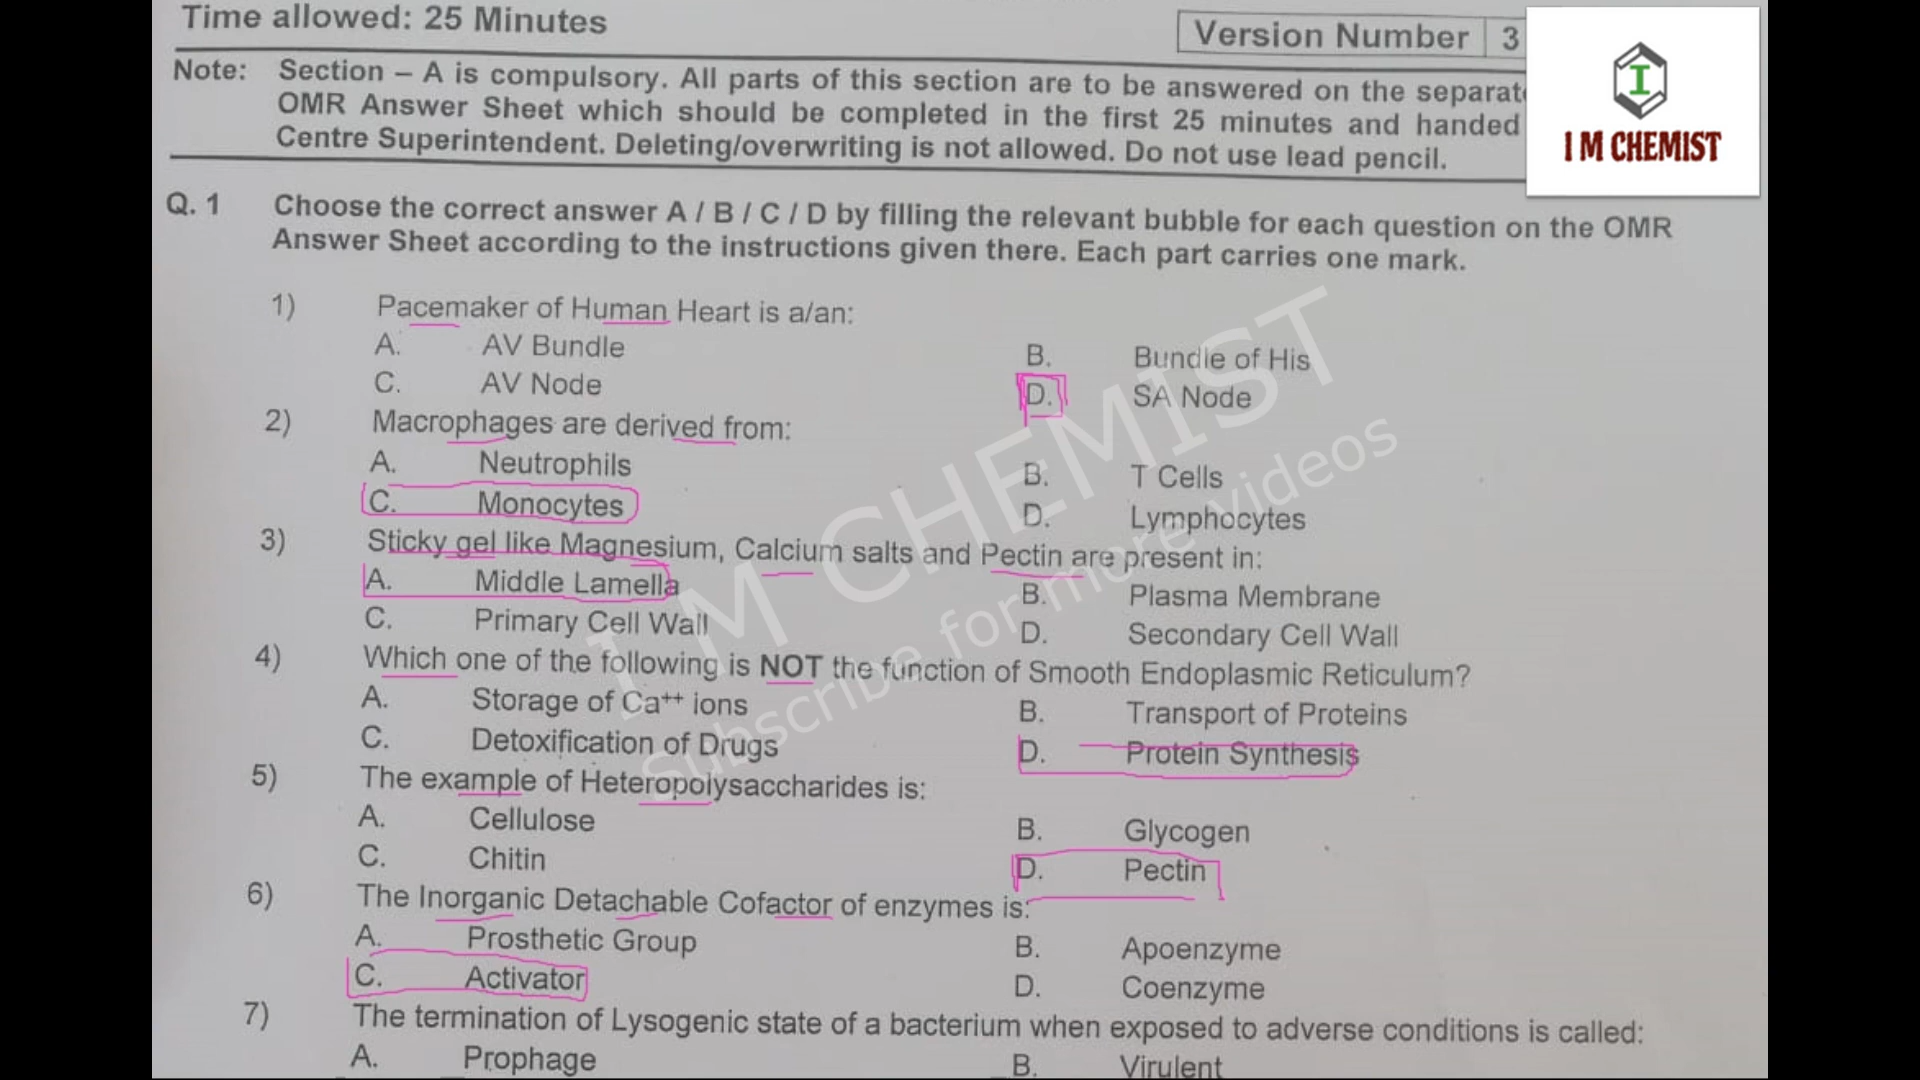 Time allowed: 25 Minutes
Version Number 3
Note: Section – A is compulsory. All parts of this section are to be answered on the separate
OMR Answer Sheet which should be completed in the first 25 minutes and handed
Centre Superintendent. Deleting/overwriting is not allowed. Do not use lead pencil.
I
I M CHEMIST
Q. 1 Choose the correct answer A / B / C / D by filling the relevant bubble for each question on the OMR
Answer Sheet according to the instructions given there. Each part carries one mark.
1) Pacemaker of Human Heart is a/an:
A. AV Bundle B. Bundle of His
C. AV Node D. SA Node
2) Macrophages are derived from:
A. Neutrophils B. T Cells
C. Monocytes D. Lymphocytes
3) Sticky gel like Magnesium, Calcium salts and Pectin are present in:
A. Middle Lamella B. Plasma Membrane
C. Primary Cell Wall D. Secondary Cell Wall
4) Which one of the following is NOT the function of Smooth Endoplasmic Reticulum?
A. Storage of Ca++ ions B. Transport of Proteins
C. Detoxification of Drugs D. Protein Synthesis
5) The example of Heteropolysaccharides is:
A. Cellulose B. Glycogen
C. Chitin D. Pectin
6) The Inorganic Detachable Cofactor of enzymes is:
A. Prosthetic Group B. Apoenzyme
C. Activator D. Coenzyme
7) The termination of Lysogenic state of a bacterium when exposed to adverse conditions is called:
A. Prophage B. Virulent
I M CHEMIST
Subscribe for more videos